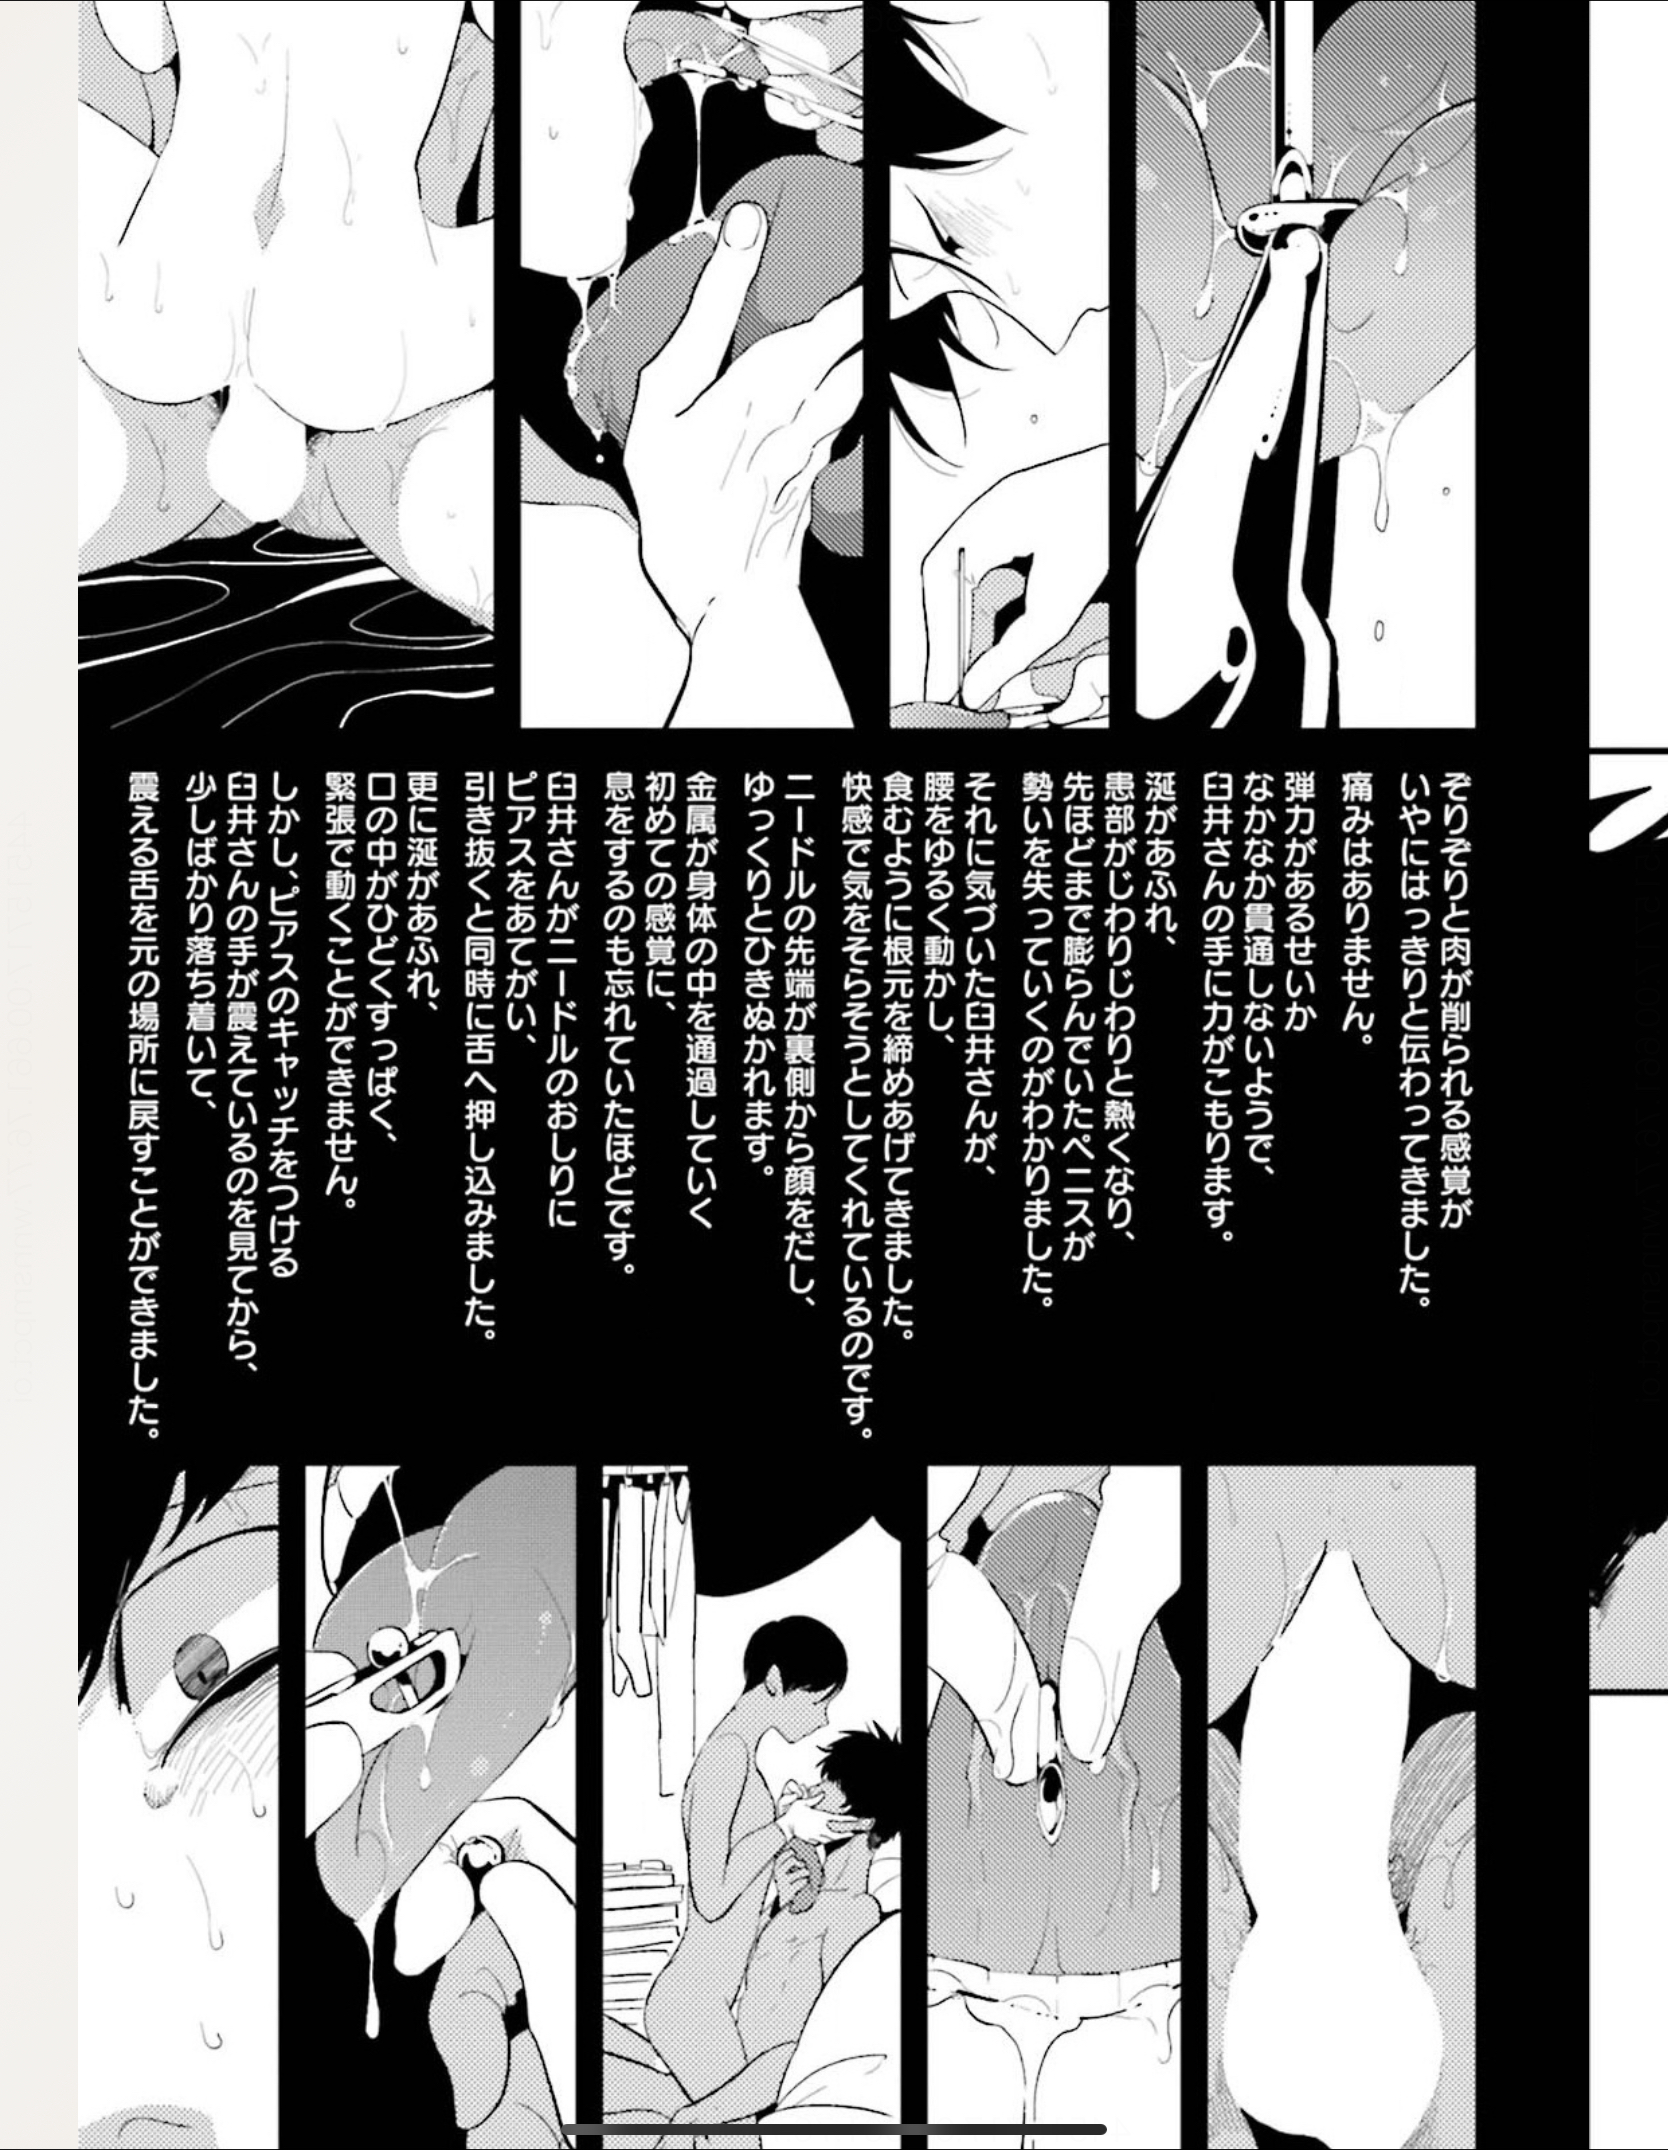 ぞりぞりと肉が削られる感覚が
いやにはっきりと伝わってきました。
痛みはありません。
弾力があるせいか
なかなか貫通しないようで、
臼井さんの手に力がこもります。
涎があふれ、
患部がじわりじわりと熱くなり、
先ほどまで膨らんでいたペニスが
勢いを失っていくのがわかりました。
それに気づいた臼井さんが、
腰をゆるく動かし、
食むように根元を締めあげてきました。
快感で気をそらそうとしてくれているのです。
ニードルの先端が裏側から顔をだし、
ゆっくりとひきぬかれます。
金属が身体の中を通過していく
初めての感覚に、
息をするのも忘れていたほどです。
臼井さんがニードルのおしりに
ピアスをあてがい、
引き抜くと同時に舌へ押し込みました。
更に涎があふれ、
口の中がひどくすっぱく、
緊張で動くことができません。
しかし、ピアスのキャッチをつける
臼井さんの手が震えているのを見てから、
少しばかり落ち着いて、
震える舌を元の場所に戻すことができました。